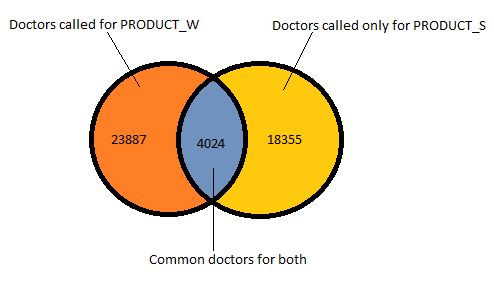 Doctors called for PRODUCT_W
Doctors called only for PRODUCT_S
23887
4024
18355
Common doctors for both